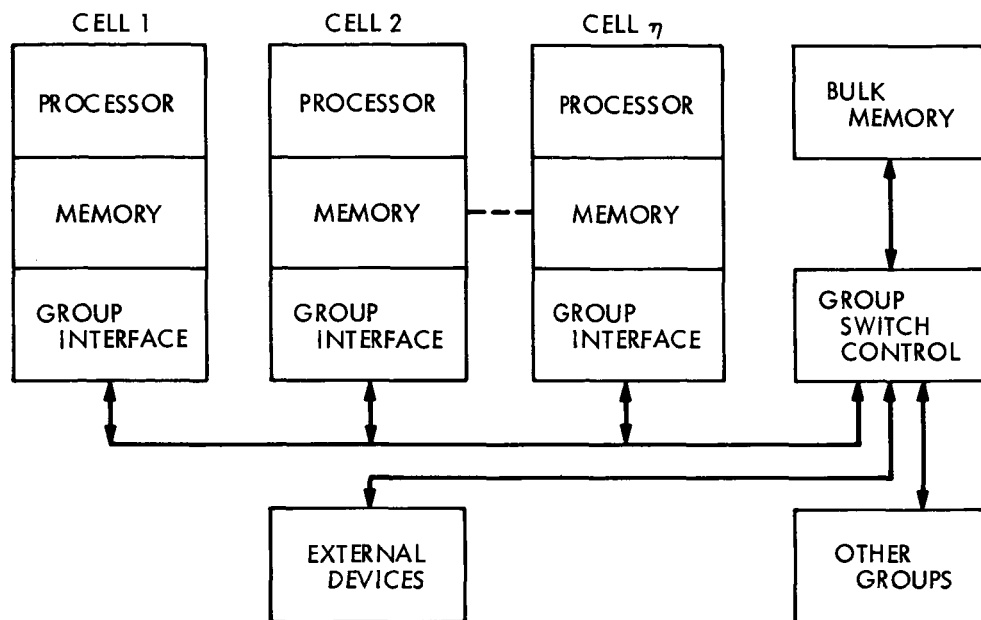 CELL 1
CELL 2
CELL η
PROCESSOR
PROCESSOR
PROCESSOR
BULK
MEMORY
MEMORY
MEMORY
MEMORY
GROUP
INTERFACE
GROUP
INTERFACE
GROUP
INTERFACE
GROUP
SWITCH
CONTROL
EXTERNAL
DEVICES
OTHER
GROUPS